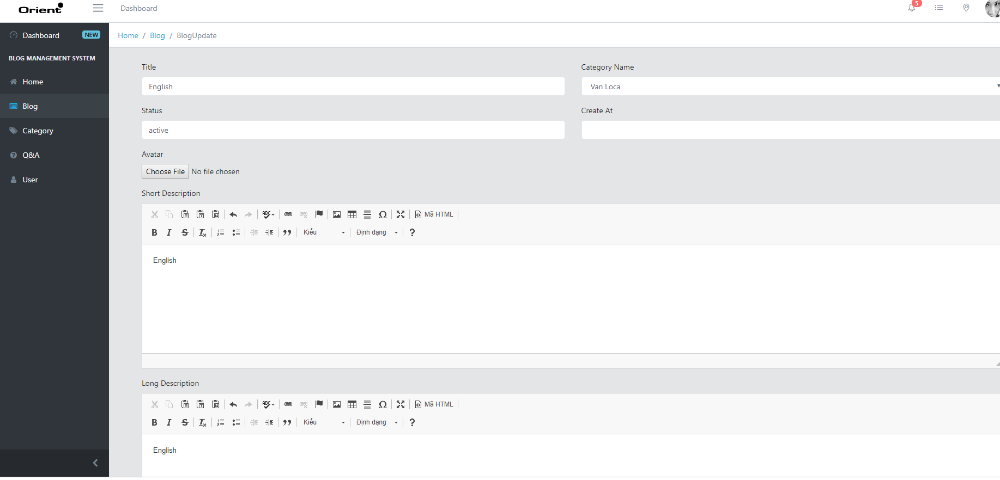 Orient
Dashboard
5
Dashboard NEW
Home / Blog / BlogUpdate
BLOG MANAGEMENT SYSTEM
Home
Blog
Category
Q&A
User
Title
English
Category Name
Van Loca
Status
active
Create At
Avatar
Choose File No file chosen
Short Description
ABC
Mã HTML
B I S Tx Kiểu Định dạng ?
English
Long Description
ABC
Mã HTML
B I S Tx Kiểu Định dạng ?
English